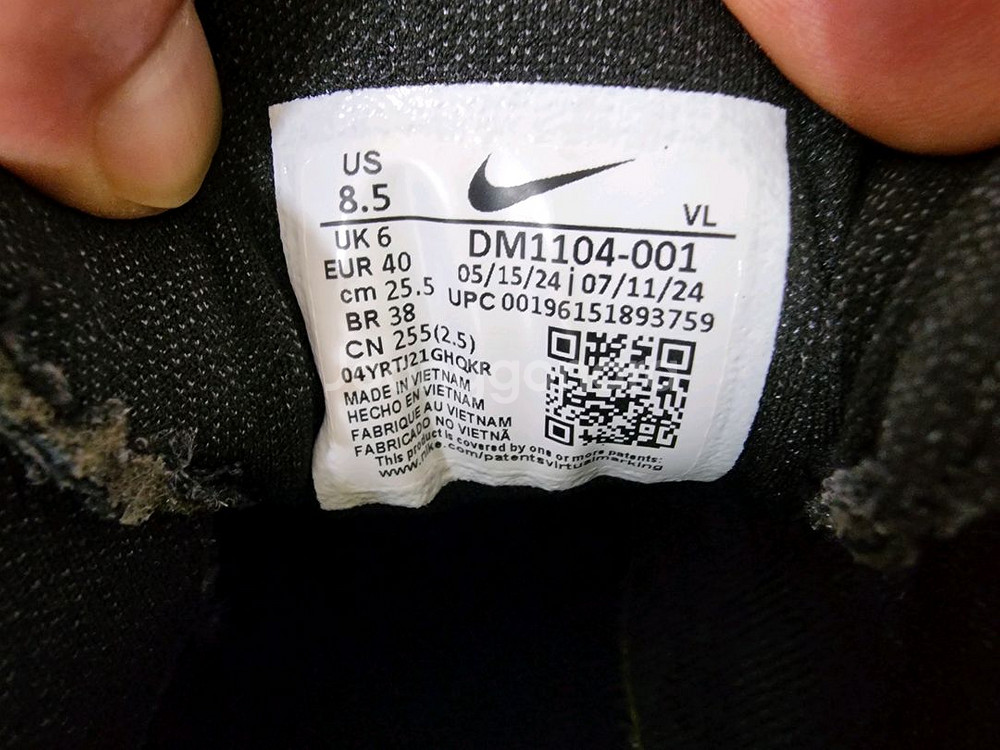 US
8.5
VL
UK 6
EUR 40
cm 25.5
BR 38
CN 255(2.5)
04YRTJ21GHQKR
MADE IN VIETNAM
HECHO EN VIETNAM
FABRIQUE AU VIETNAM
FABRICADO NO VIETNÃ
This product is covered by one or more patents:
www.nike.com/patentsvirtualmarking
DM1104-001
05/15/24|07/11/24
UPC 00196151893759